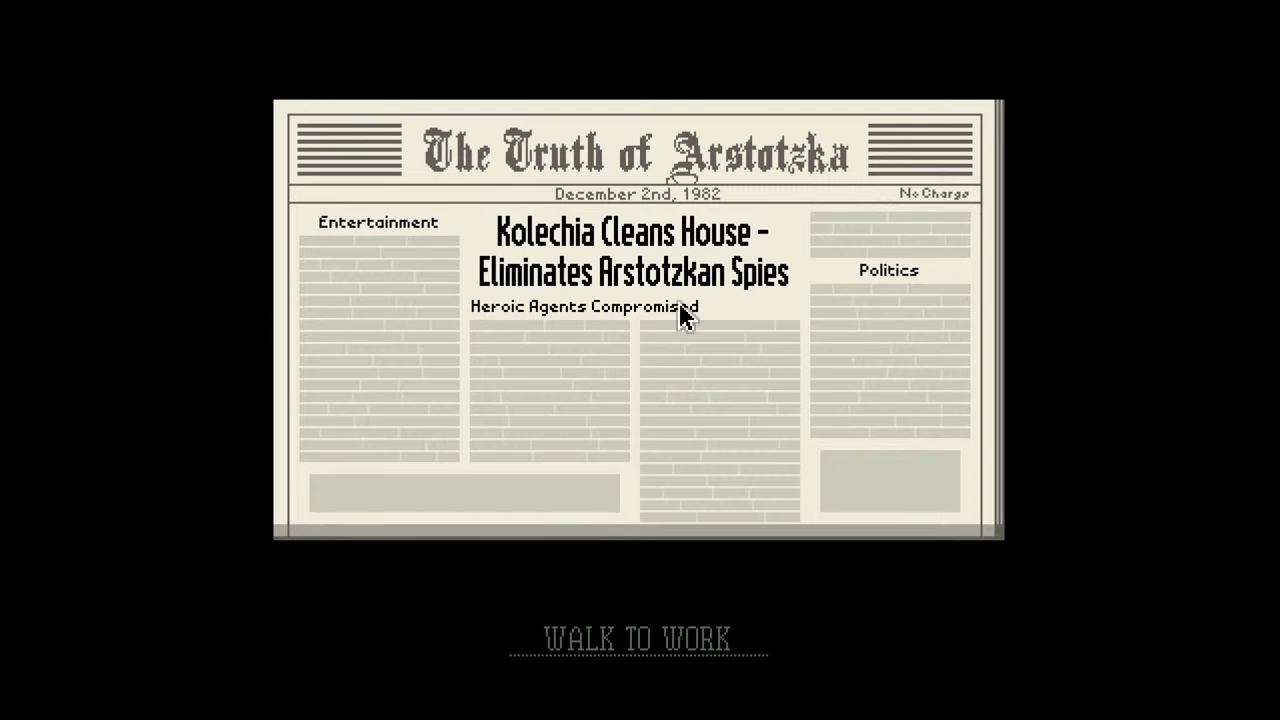 The Truth of Arstotzka
December 2nd, 1982
No Charge
Entertainment
Kolechia Cleans House -
Eliminates Arstotzkan Spies
Heroic Agents Compromised
Politics
WALK TO WORK